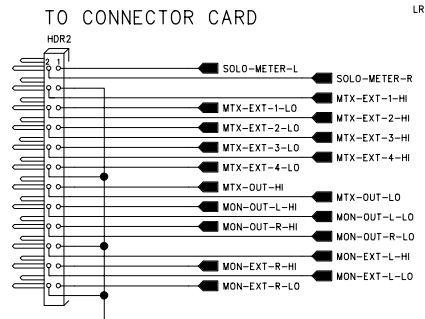 TO CONNECTOR CARD
LR
HDR2
2 1
SOLO-METER-L
SOLO-METER-R
MTX-EXT-1-HI
MTX-EXT-1-LO
MTX-EXT-2-HI
MTX-EXT-2-LO
MTX-EXT-3-HI
MTX-EXT-3-LO
MTX-EXT-4-HI
MTX-EXT-4-LO
MTX-OUT-HI
MTX-OUT-LO
MON-OUT-L-HI
MON-OUT-L-LO
MON-OUT-R-HI
MON-OUT-R-LO
MON-EXT-L-HI
MON-EXT-R-HI
MON-EXT-L-LO
MON-EXT-R-LO